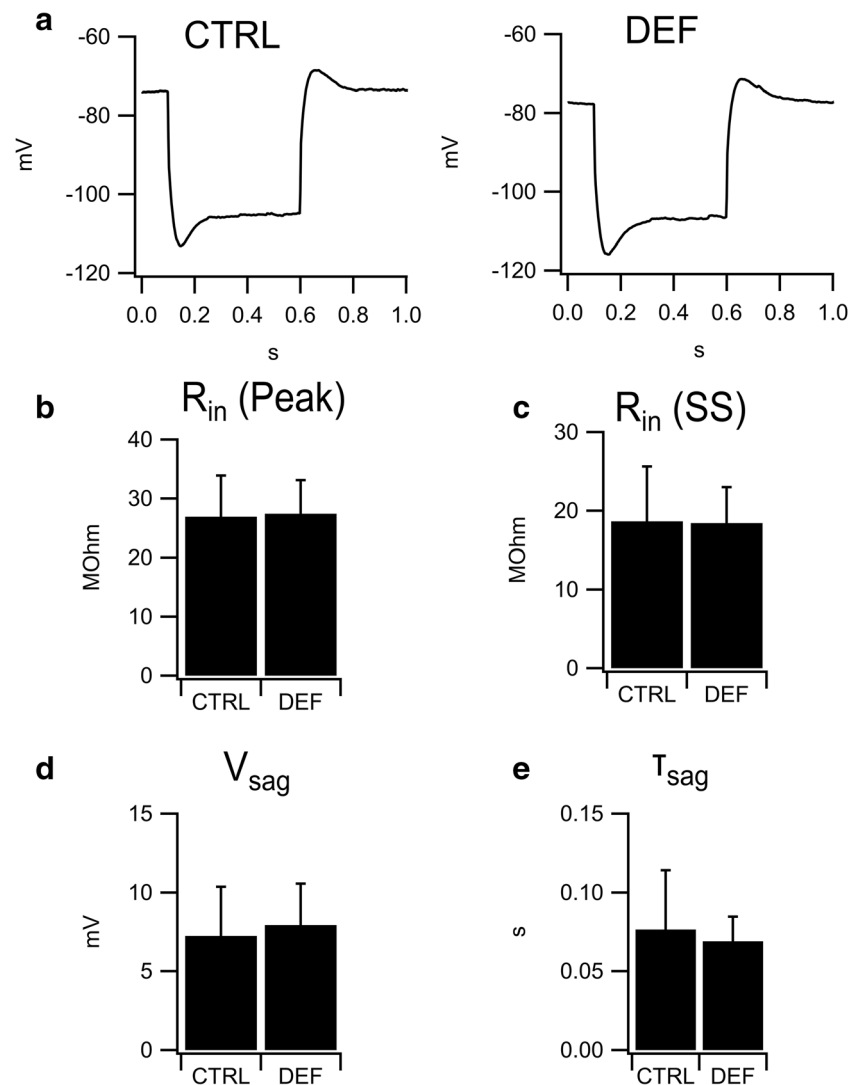 a
CTRL
DEF
-60
-80
-100
-120
mV
0.0 0.2 0.4 0.6 0.8 1.0
s
-60
-80
-100
-120
mV
0.0 0.2 0.4 0.6 0.8 1.0
s
b
Rin (Peak)
40
30
20
10
0
MOhm
CTRL DEF
c
Rin (SS)
30
20
10
0
MOhm
CTRL DEF
d
Vsag
15
10
5
0
mV
CTRL DEF
e
τsag
0.15
0.10
0.05
0.00
s
CTRL DEF